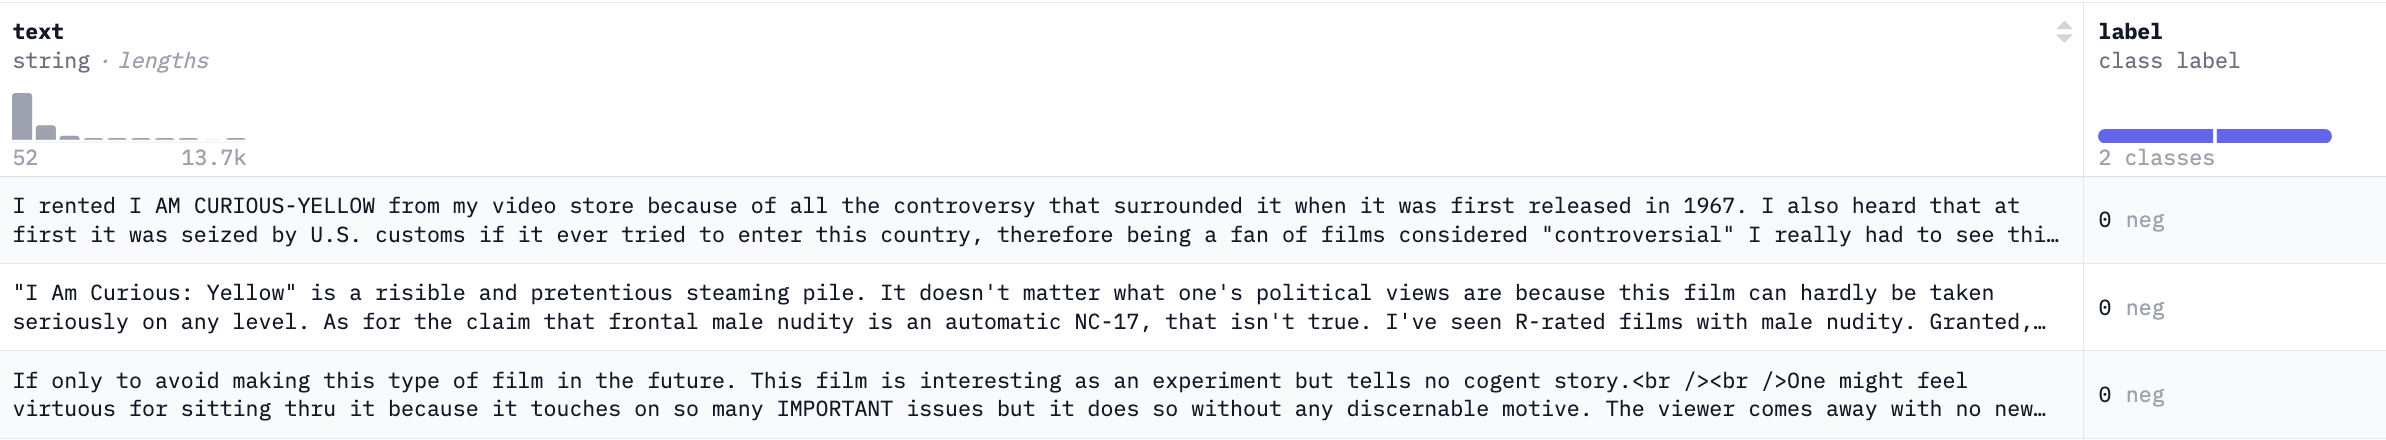 text
string · lengths
52 13.7k
label
class label
2 classes
I rented I AM CURIOUS-YELLOW from my video store because of all the controversy that surrounded it when it was first released in 1967. I also heard that at
first it was seized by U.S. customs if it ever tried to enter this country, therefore being a fan of films considered "controversial" I really had to see thi…
0 neg
"I Am Curious: Yellow" is a risible and pretentious steaming pile. It doesn't matter what one's political views are because this film can hardly be taken
seriously on any level. As for the claim that frontal male nudity is an automatic NC-17, that isn't true. I've seen R-rated films with male nudity. Granted,…
0 neg
If only to avoid making this type of film in the future. This film is interesting as an experiment but tells no cogent story.<br /><br />One might feel
virtuous for sitting thru it because it touches on so many IMPORTANT issues but it does so without any discernable motive. The viewer comes away with no new…
0 neg